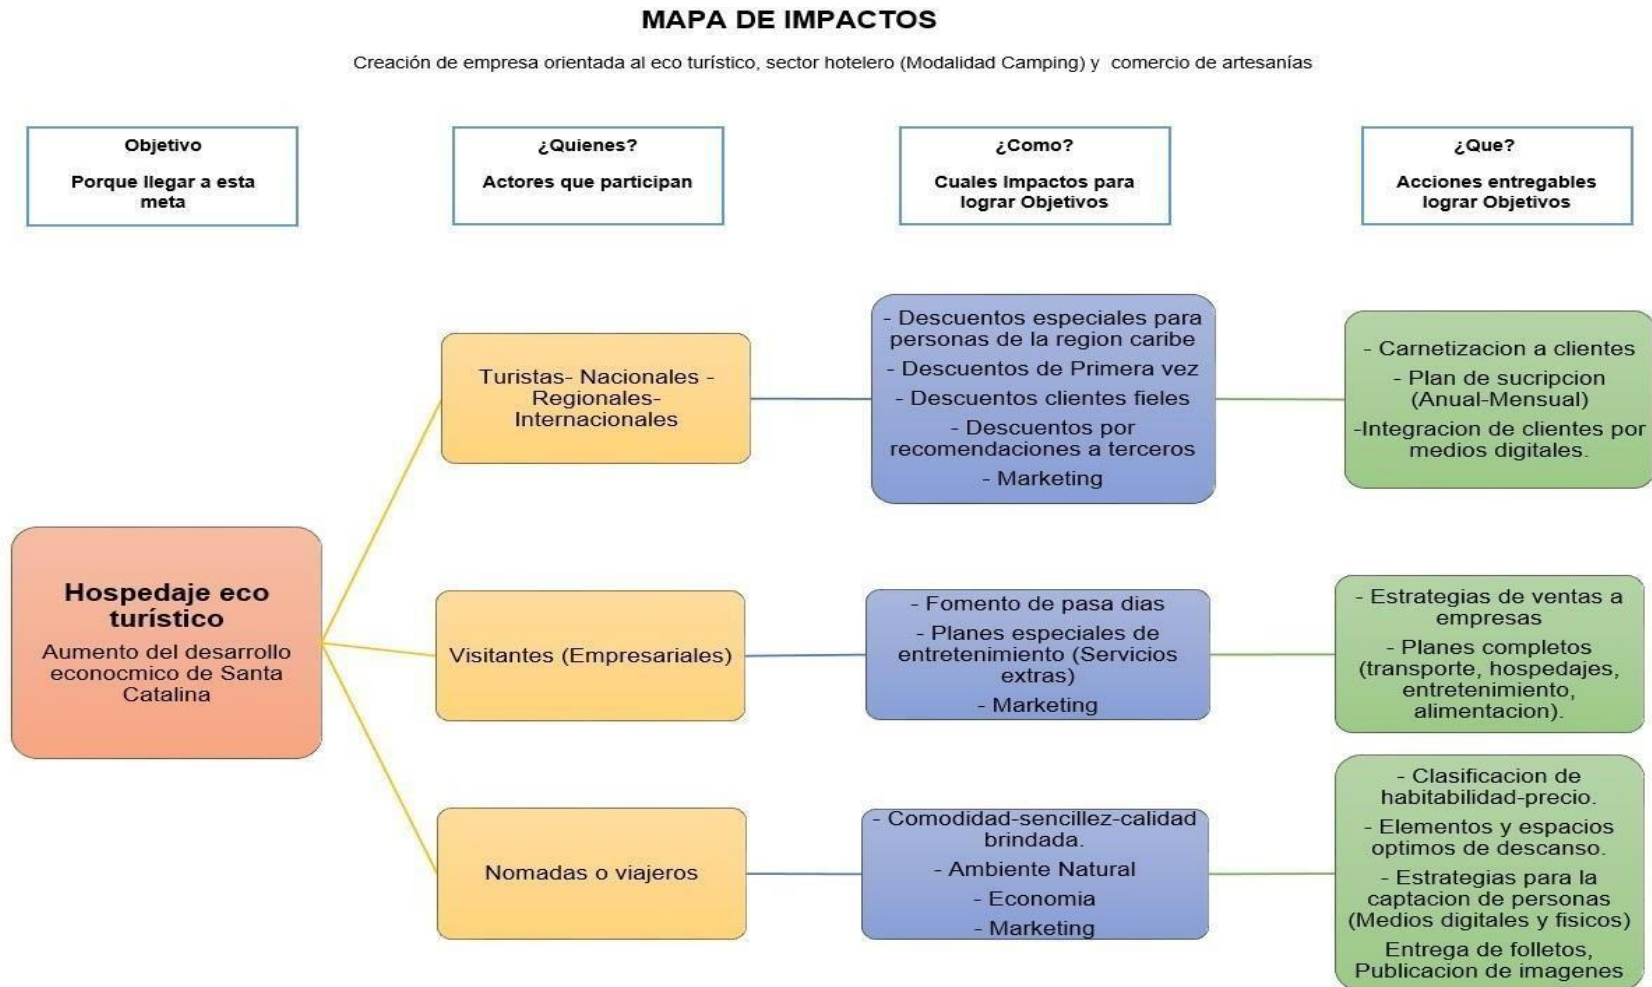 MAPA DE IMPACTOS
Creación de empresa orientada al eco turístico, sector hotelero (Modalidad Camping) y comercio de artesanías
Objetivo
Porque llegar a esta
meta
¿Quienes?
Actores que participan
¿Como?
Cuales Impactos para
lograr Objetivos
¿Que?
Acciones entregables
lograr Objetivos
Hospedaje eco
turístico
Aumento del desarrollo
econocmico de Santa
Catalina
Turistas- Nacionales -
Regionales-
Internacionales
- Descuentos especiales para
personas de la region caribe
- Descuentos de Primera vez
- Descuentos clientes fieles
- Descuentos por
recomendaciones a terceros
- Marketing
- Carnetizacion a clientes
- Plan de sucripcion
(Anual-Mensual)
-Integracion de clientes por
medios digitales.
Visitantes (Empresariales)
- Fomento de pasa dias
- Planes especiales de
entretenimiento (Servicios
extras)
- Marketing
- Estrategias de ventas a
empresas
- Planes completos
(transporte, hospedajes,
entretenimiento,
alimentacion).
Nomadas o viajeros
- Comodidad-sencillez-calidad
brindada.
- Ambiente Natural
- Economia
- Marketing
- Clasificacion de
habitabilidad-precio.
- Elementos y espacios
optimos de descanso.
- Estrategias para la
captacion de personas
(Medios digitales y fisicos)
Entrega de folletos,
Publicacion de imagenes